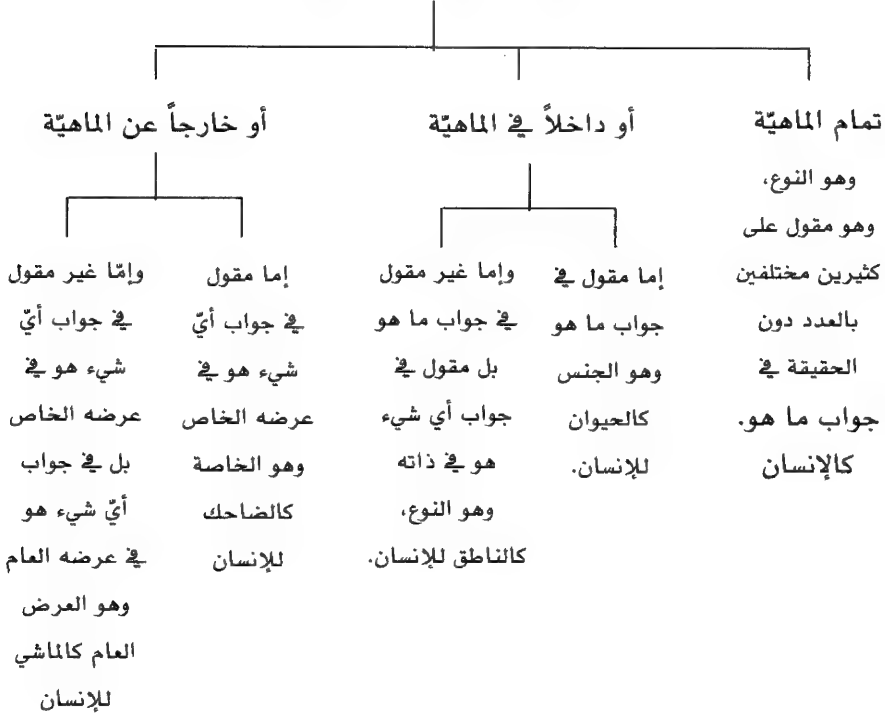 تمام الماهيّة
وهو النوع،
وهو مقول على
كثيرين مختلفين
بالعدد دون
الحقيقة في
جواب ما هو.
كالإنسان
أو داخلاً في الماهيّة
إما مقول في
جواب ما هو
وهو الجنس
كالحيوان
للإنسان.
وإما غير مقول
في جواب ما هو
بل مقول في
جواب أي شيء
هو في ذاته
وهو النوع،
كالناطق للإنسان.
أو خارجاً عن الماهيّة
إما مقول
في جواب أيّ
شيء هو في
عرضه الخاص
وهو الخاصة
كالضاحك
للإنسان
وإمّا غير مقول
في جواب أيّ
شيء هو في
عرضه الخاص
بل في جواب
أيّ شيء هو
في عرضه العام
وهو العرض
العام كالماشي
للإنسان